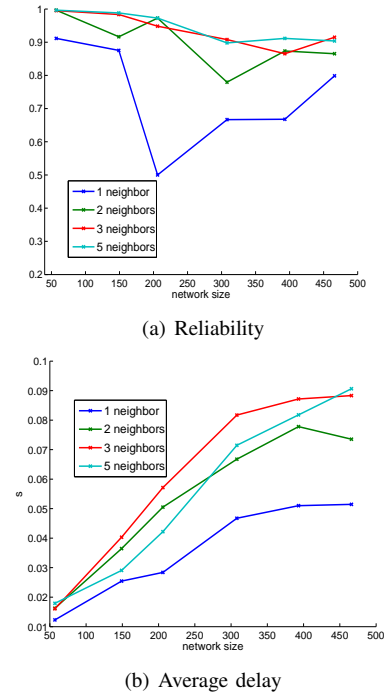 1
0.9
0.8
0.7
0.6
0.5
0.4
0.3
0.2
1 neighbor
2 neighbors
3 neighbors
5 neighbors
50 100 150 200 250 300 350 400 450 500
network size
(a) Reliability
0.1
0.09
0.08
0.07
0.06
0.05
0.04
0.03
0.02
0.01
s
1 neighbor
2 neighbors
3 neighbors
5 neighbors
50 100 150 200 250 300 350 400 450 500
network size
(b) Average delay